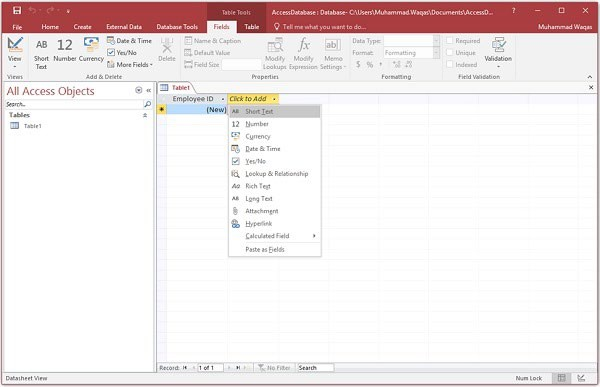 Table Tools
AccessDatabase : Database- C:\Users\Muhammad Waqas\Documents\AccessD...
File Home Create External Data Database Tools Fields Table Tell me what you want to do... Muhammad Waqas
View
Views
AB Short Text
12 Number
Currency
Date & Time
Yes/No
More Fields
Delete
Add & Delete
Name & Caption
Default Value
Field Size
Modify Lookups
Modify Expression
Memo Settings
Properties
Data Type:
Format: Formatting
$ % ,
Formatting
Required
Unique
Indexed
Validation
Field Validation
All Access Objects
Search...
Tables
Table1
Table1
Employee ID Click to Add
(New)
AB Short Text
12 Number
Currency
Date & Time
Yes/No
Lookup & Relationship
Aa Rich Text
AB Long Text
Attachment
Hyperlink
Calculated Field
Paste as Fields
Record: 1 of 1 No Filter Search
Datasheet View Num Lock